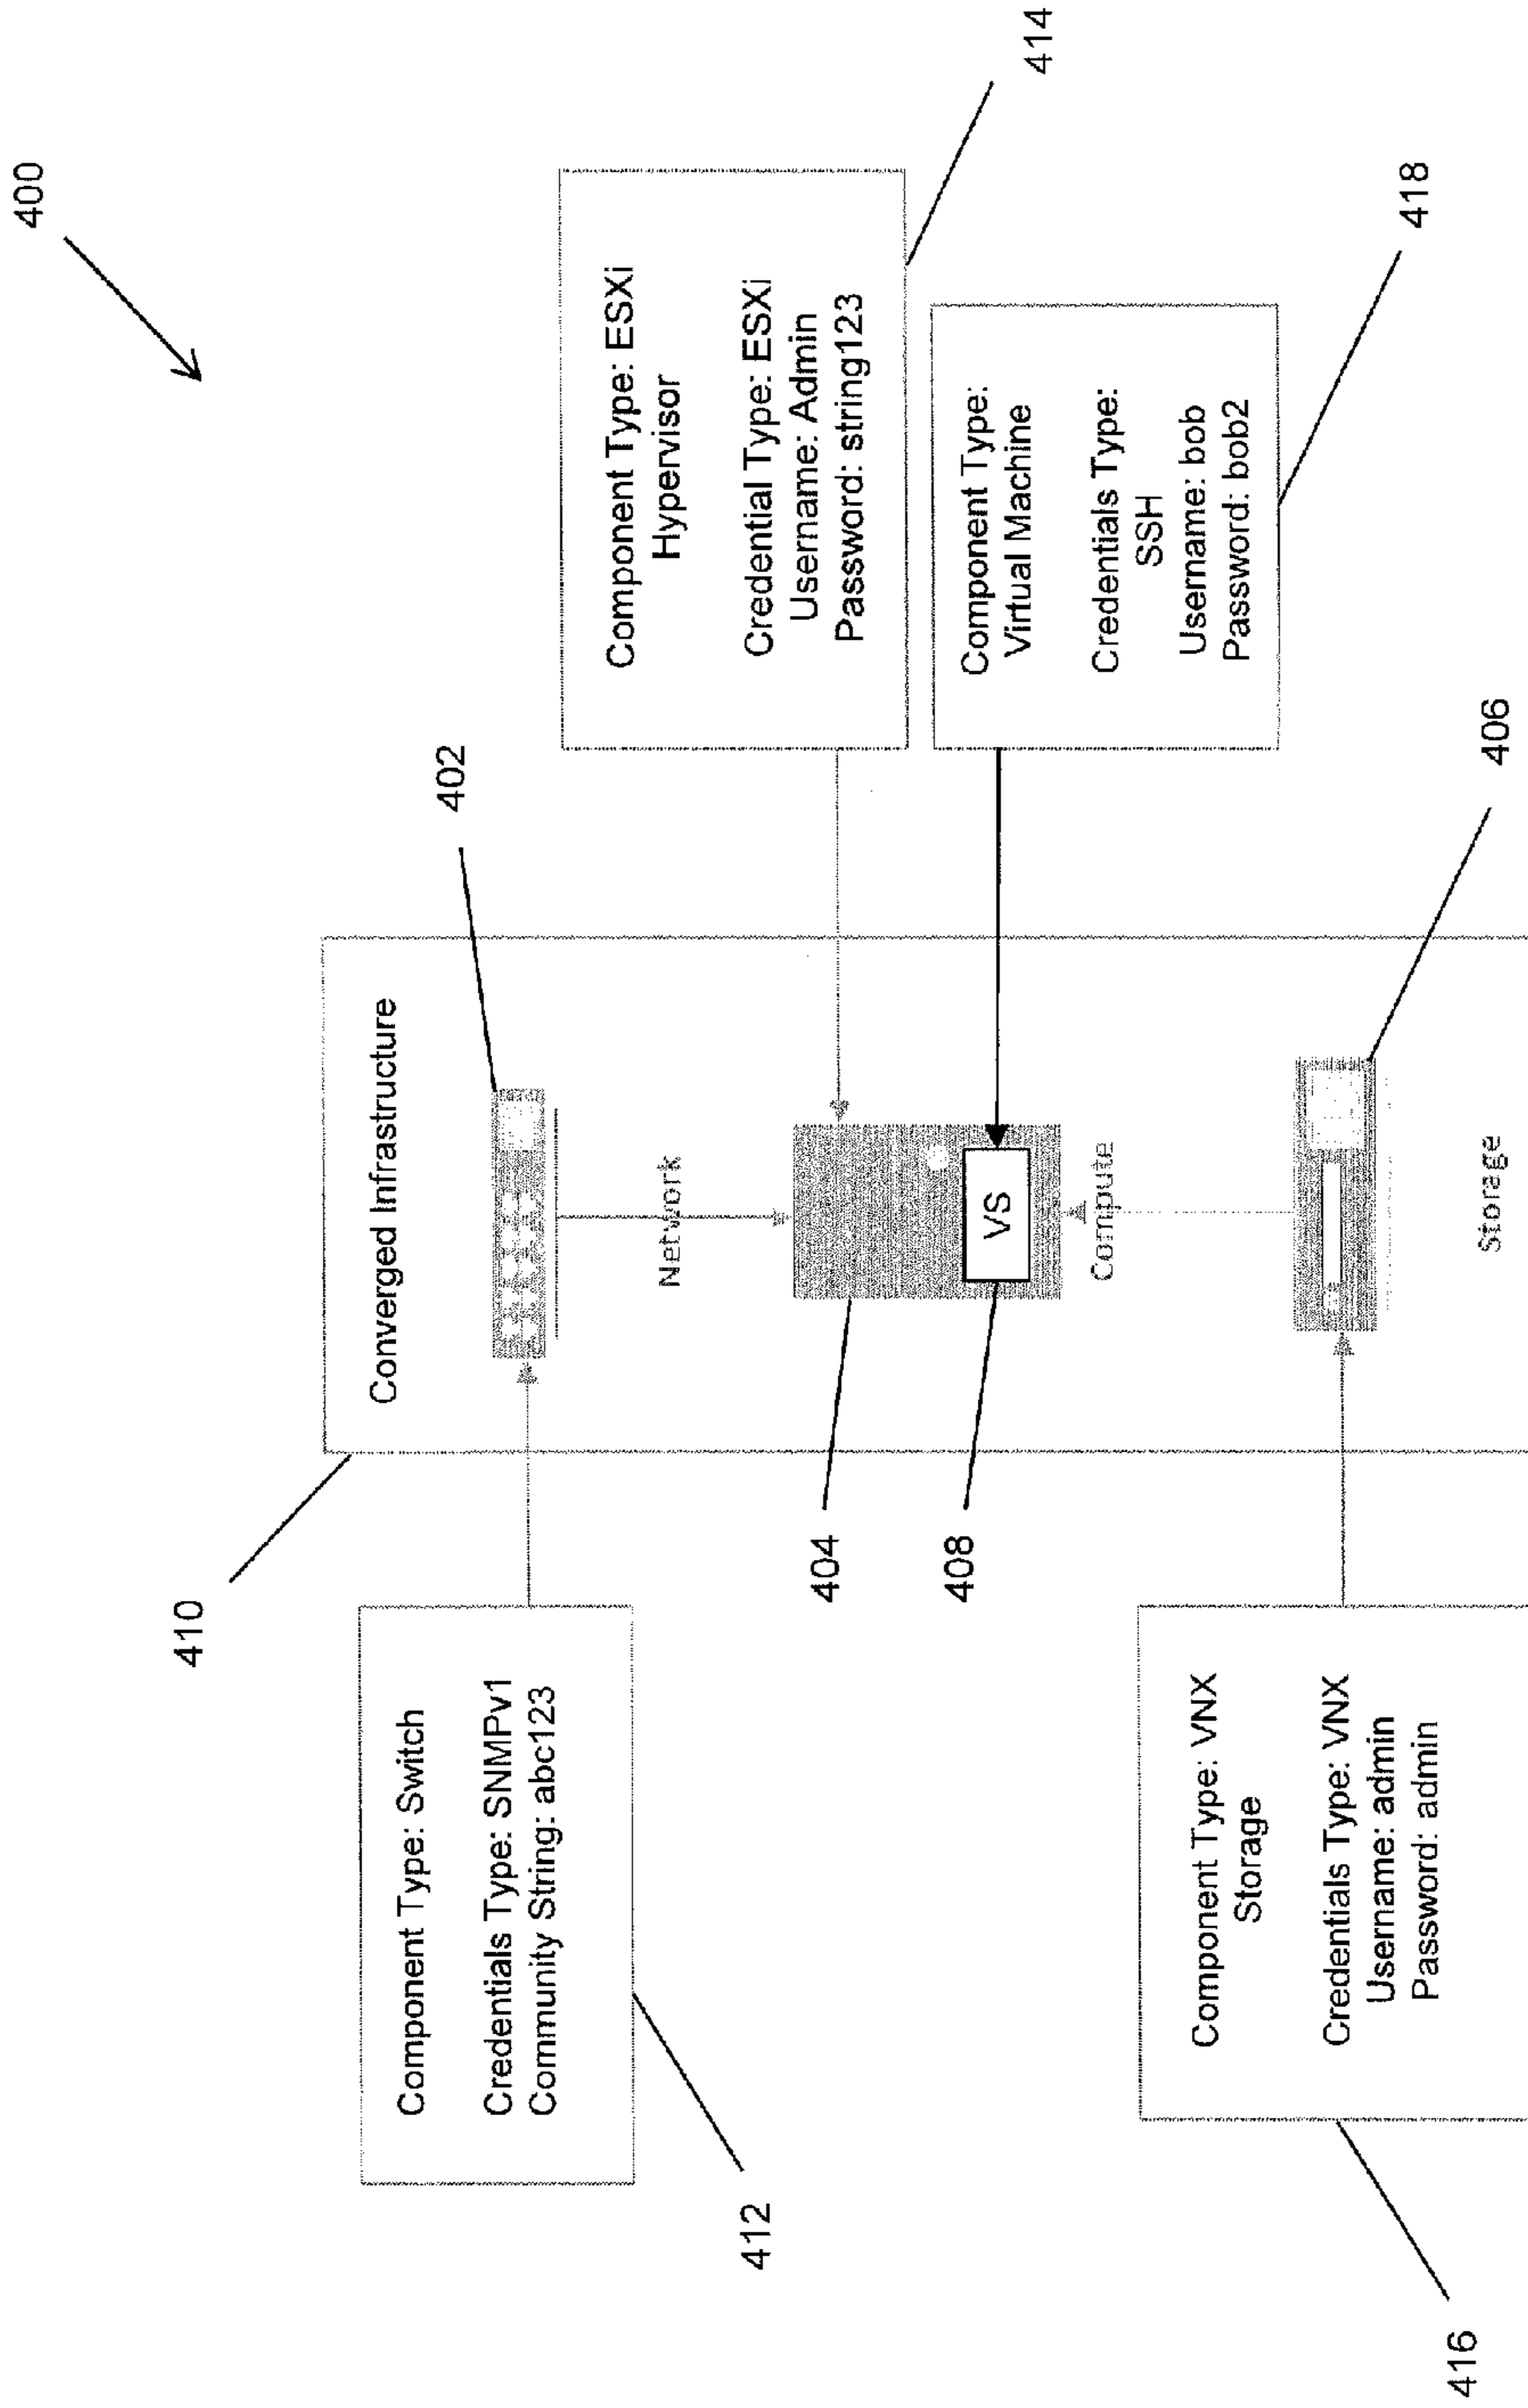 400
410
Converged Infrastructure
402
Component Type: Switch
Credentials Type: SNMPv1
Community String: abc123
412
Network
Component Type: ESXi
Hypervisor
Credential Type: ESXi
Username: Admin
Password: string123
414
404
408
VS
Compute
Component Type:
Virtual Machine
Credentials Type:
SSH
Username: bob
Password: bob2
418
Component Type: VNX
Storage
Credentials Type: VNX
Username: admin
Password: admin
416
406
Storage